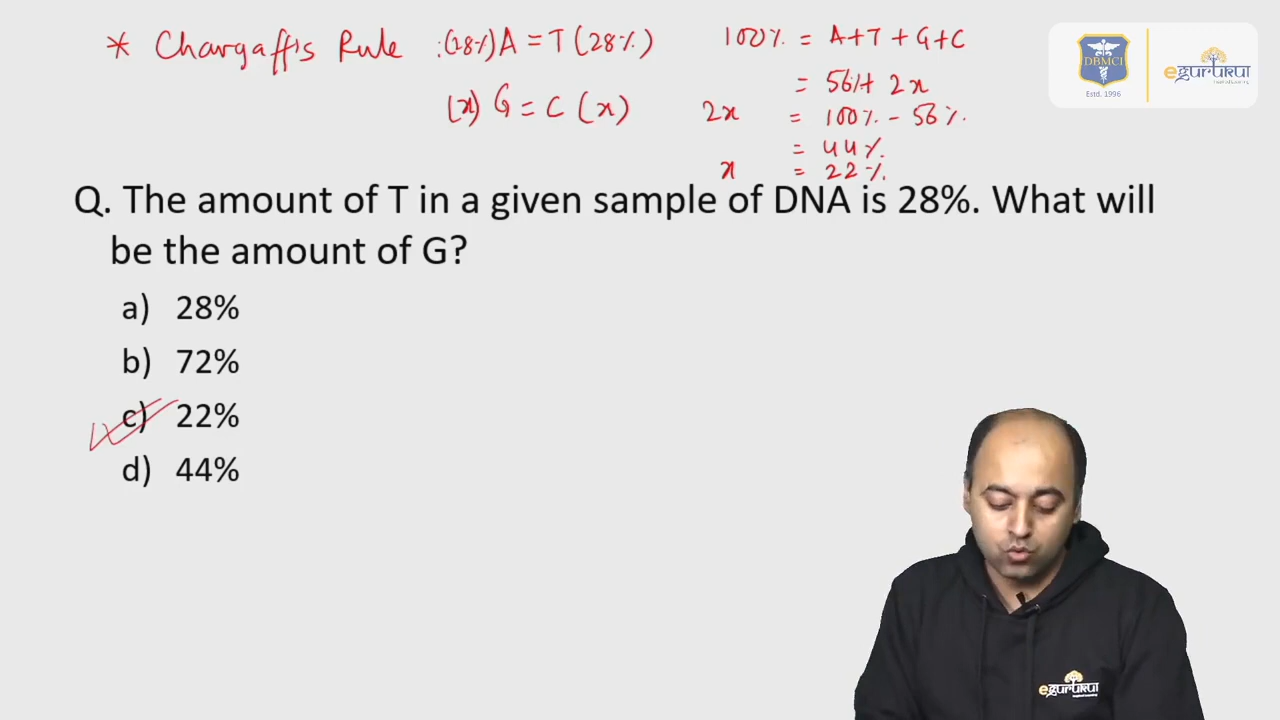 * Chargaff's Rule : (28%) A = T (28%)
(x) G = C (x)
100% = A+T + G+C
= 56% + 2x
2x = 100% - 56%.
= 44%.
x = 22%.
DBMCI
Estd. 1996
egurukul
Q. The amount of T in a given sample of DNA is 28%. What will
be the amount of G?
a) 28%
b) 72%
c) 22%
d) 44%
egurukul